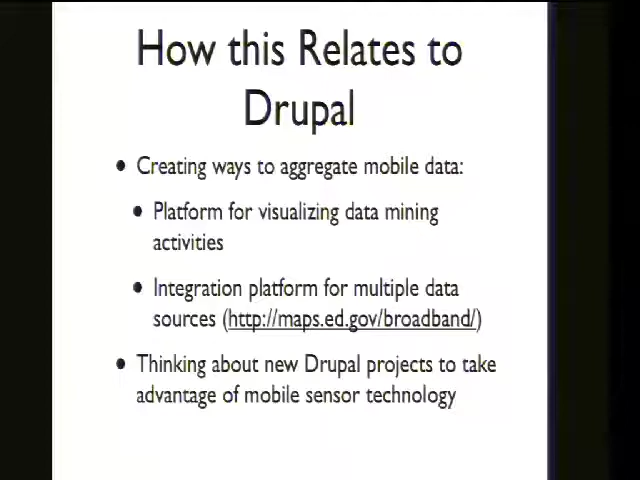 How this Relates to
Drupal
• Creating ways to aggregate mobile data:
• Platform for visualizing data mining
activities
• Integration platform for multiple data
sources (http://maps.ed.gov/broadband/)
• Thinking about new Drupal projects to take
advantage of mobile sensor technology